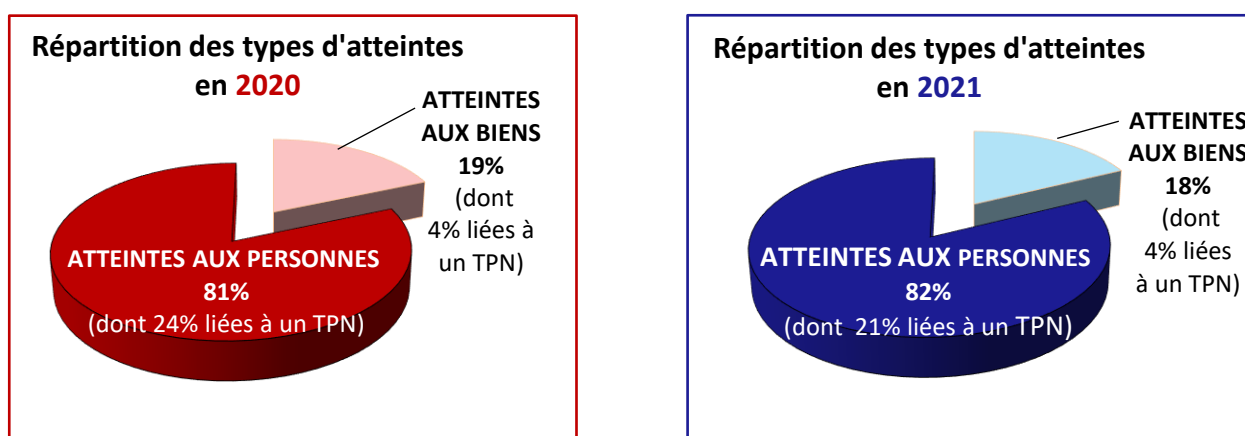 Répartition des types d'atteintes
en 2020
ATTEINTES
AUX BIENS
19%
(dont
4% liées à
un TPN)
ATTEINTES AUX PERSONNES
81%
(dont 24% liées à un TPN)
Répartition des types d'atteintes
en 2021
ATTEINTES
AUX BIENS
18%
(dont
4% liées
à un TPN)
ATTEINTES AUX PERSONNES
82%
(dont 21% liées à un TPN)